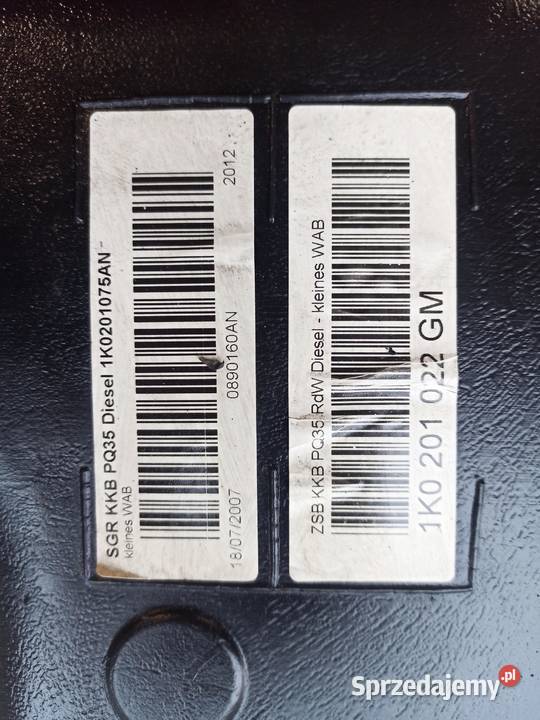 SGR KKB PQ35 Diesel 1K0201075AN -
kleines WAB
18/07/2007 0890160AN 2012
ZSB KKB PQ35 RdW Diesel - kleines WAB
1K0 201 022 GM
Sprzedajemy.pl